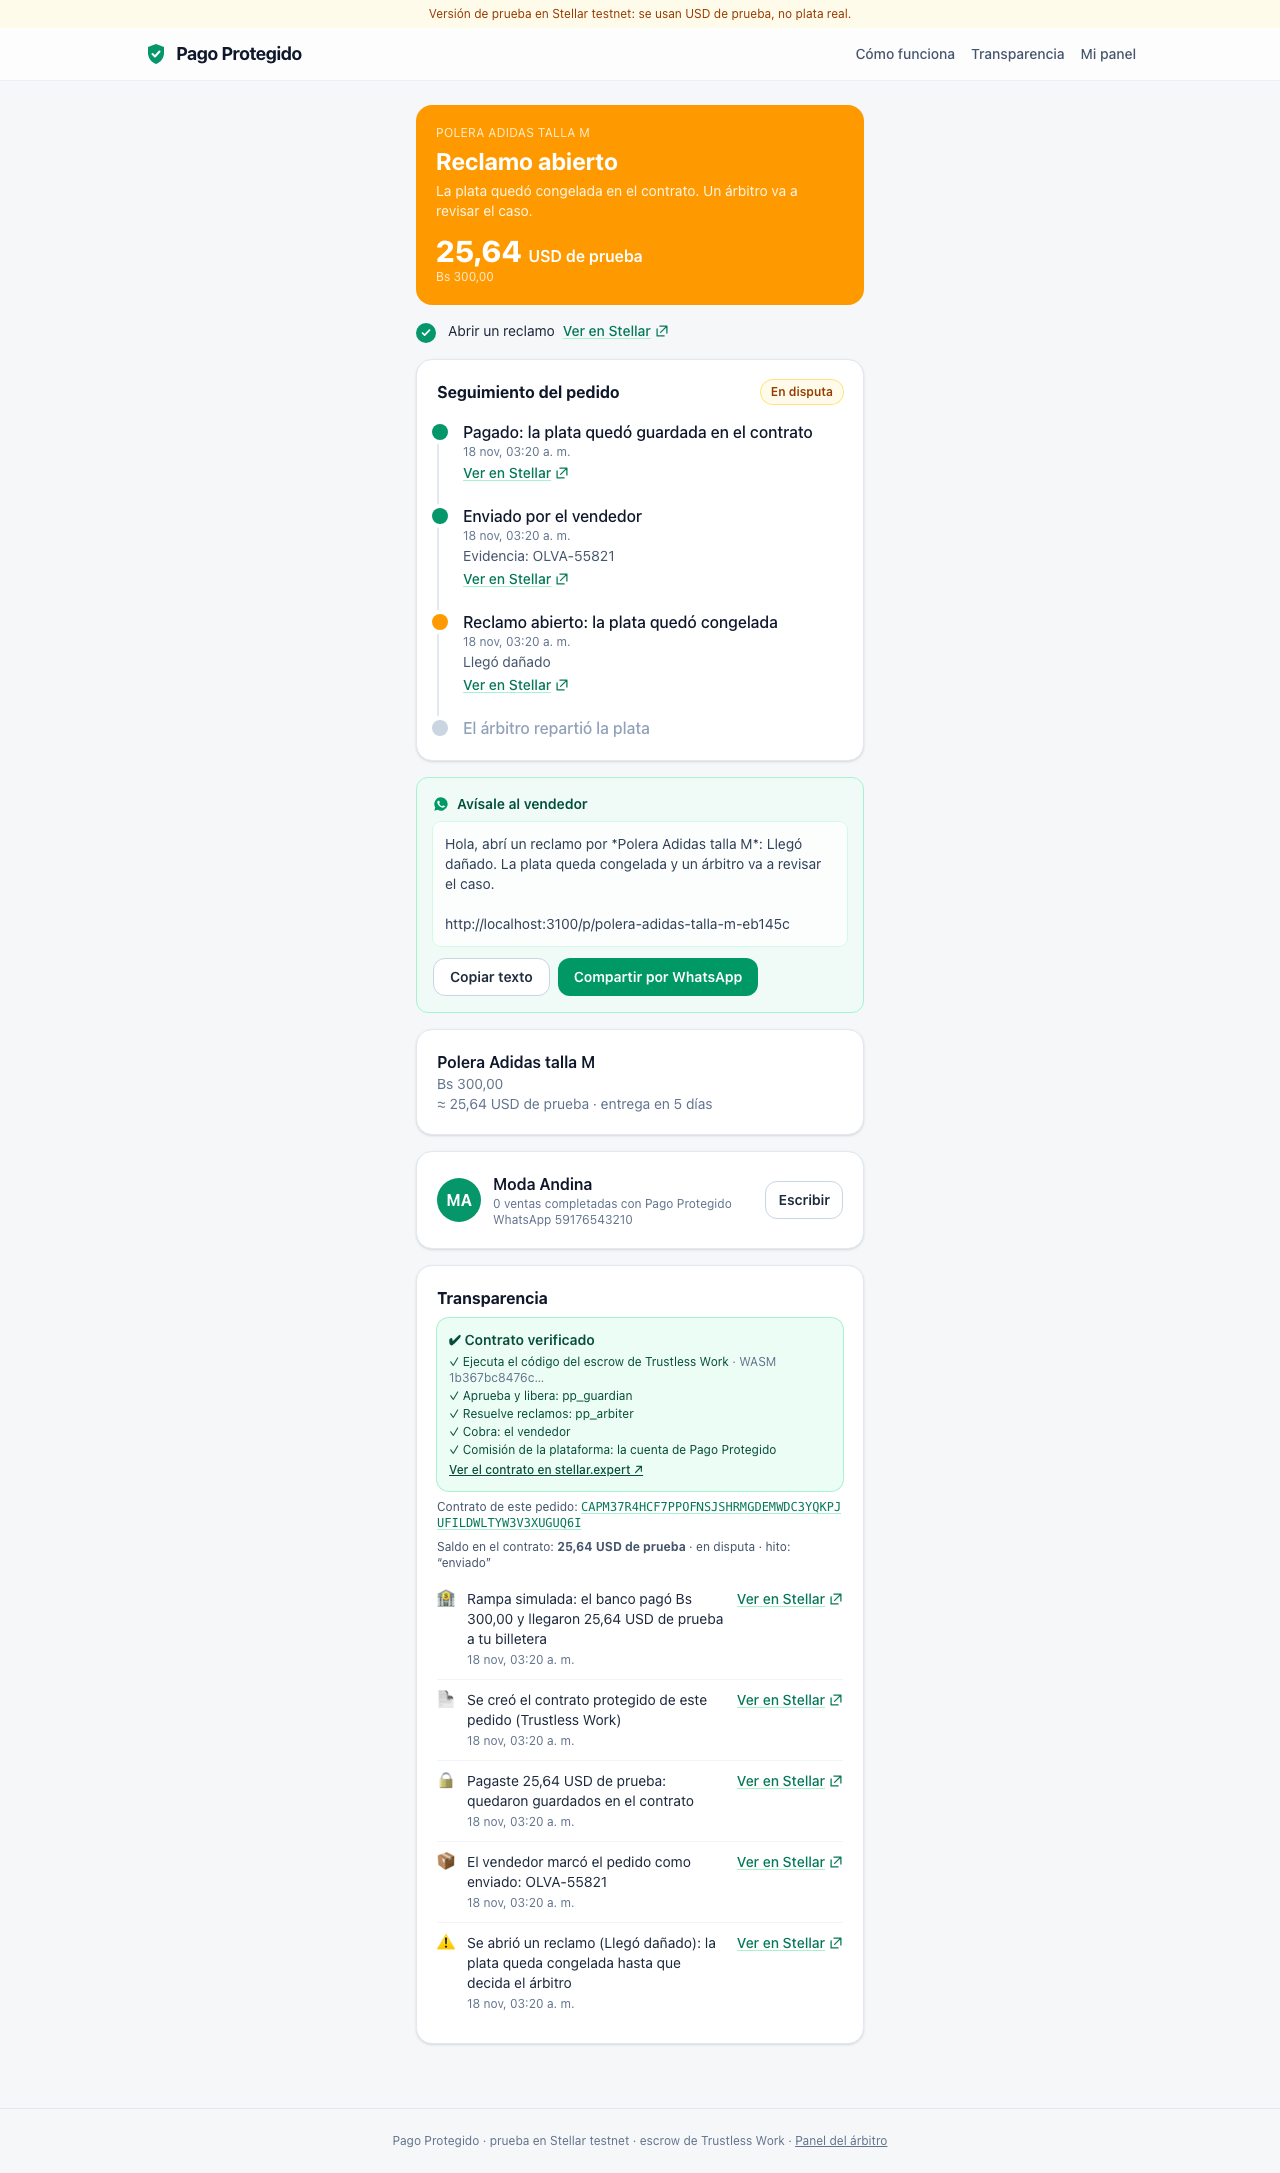 Versión de prueba en Stellar testnet: se usan USD de prueba, no plata real.
Pago Protegido
Cómo funciona Transparencia Mi panel
POLERA ADIDAS TALLA M
Reclamo abierto
La plata quedó congelada en el contrato. Un árbitro va a
revisar el caso.
25,64 USD de prueba
Bs 300,00
Abrir un reclamo Ver en Stellar
Seguimiento del pedido
En disputa
Pagado: la plata quedó guardada en el contrato
18 nov, 03:20 a. m.
Ver en Stellar
Enviado por el vendedor
18 nov, 03:20 a. m.
Evidencia: OLVA-55821
Ver en Stellar
Reclamo abierto: la plata quedó congelada
18 nov, 03:20 a. m.
Llegó dañado
Ver en Stellar
El árbitro repartió la plata
Avísale al vendedor
Hola, abrí un reclamo por *Polera Adidas talla M*: Llegó
dañado. La plata queda congelada y un árbitro va a revisar
el caso.
http://localhost:3100/p/polera-adidas-talla-m-eb145c
Copiar texto
Compartir por WhatsApp
Polera Adidas talla M
Bs 300,00
≈ 25,64 USD de prueba · entrega en 5 días
MA
Moda Andina
0 ventas completadas con Pago Protegido
WhatsApp 59176543210
Escribir
Transparencia
✔ Contrato verificado
✓ Ejecuta el código del escrow de Trustless Work · WASM
1b367bc8476c…
✓ Aprueba y libera: pp_guardian
✓ Resuelve reclamos: pp_arbiter
✓ Cobra: el vendedor
✓ Comisión de la plataforma: la cuenta de Pago Protegido
Ver el contrato en stellar.expert ↗
Contrato de este pedido: CAPM37R4HCF7PPOFNSJSHRMGDEMWDC3YQKPJ
UFILDWLTYW3V3XUGUQ6I
Saldo en el contrato: 25,64 USD de prueba · en disputa · hito:
“enviado”
Rampa simulada: el banco pagó Bs
300,00 y llegaron 25,64 USD de prueba
a tu billetera
18 nov, 03:20 a. m.
Ver en Stellar
Se creó el contrato protegido de este
pedido (Trustless Work)
18 nov, 03:20 a. m.
Ver en Stellar
Pagaste 25,64 USD de prueba:
quedaron guardados en el contrato
18 nov, 03:20 a. m.
Ver en Stellar
El vendedor marcó el pedido como
enviado: OLVA-55821
18 nov, 03:20 a. m.
Ver en Stellar
Se abrió un reclamo (Llegó dañado): la
plata queda congelada hasta que
decida el árbitro
18 nov, 03:20 a. m.
Ver en Stellar
Pago Protegido · prueba en Stellar testnet · escrow de Trustless Work · Panel del árbitro